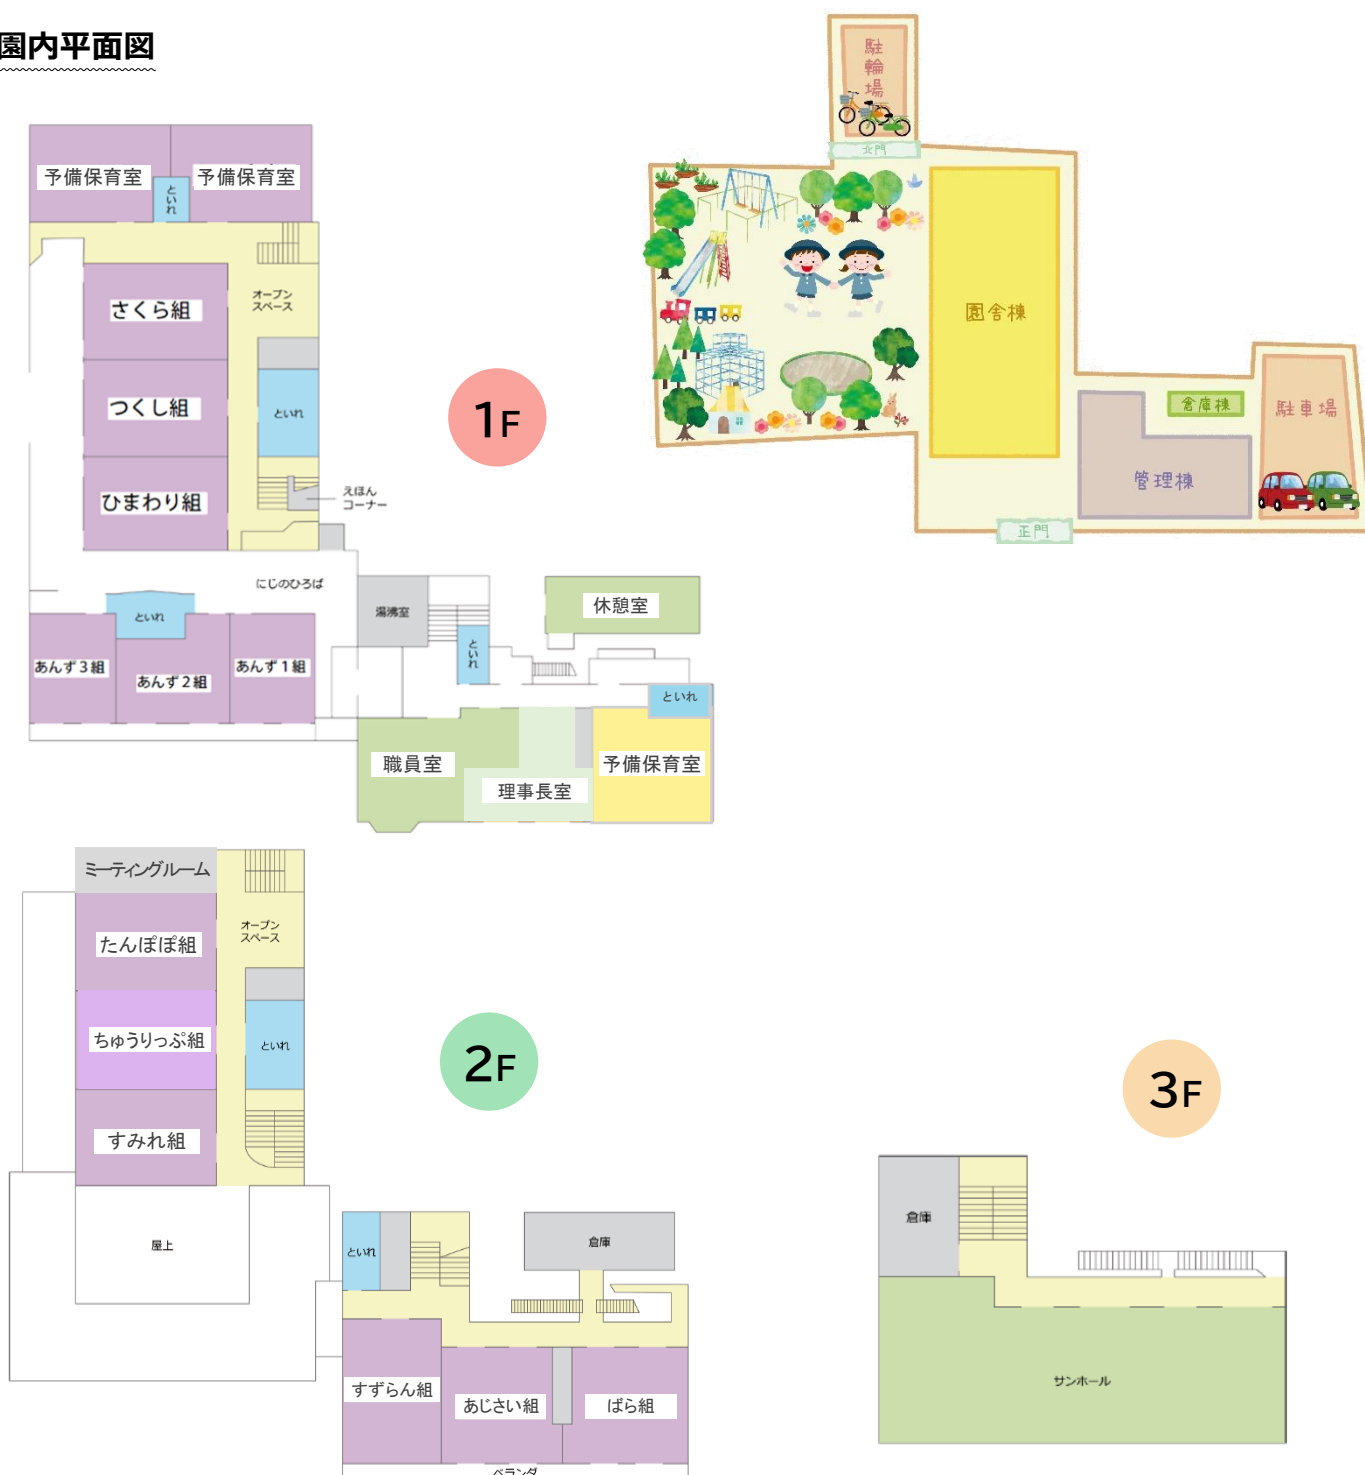 園内平面図
駐輪場
北門
園舎棟
倉庫棟
駐車場
管理棟
正門
1F
予備保育室
予備保育室
といれ
さくら組
オープン
スペース
つくし組
といれ
ひまわり組
えほん
コーナー
にじのひろば
といれ
あんず3組
あんず2組
あんず1組
湯沸室
といれ
休憩室
といれ
職員室
理事長室
予備保育室
2F
ミーティングルーム
たんぽぽ組
オープン
スペース
ちゅうりっぷ組
といれ
すみれ組
屋上
といれ
倉庫
すずらん組
あじさい組
ばら組
ベランダ
3F
倉庫
サンホール